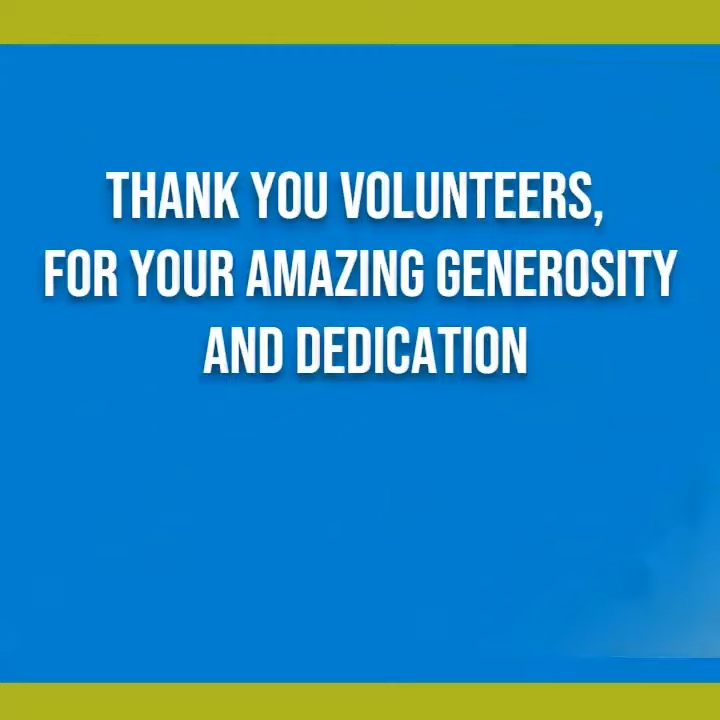 THANK YOU VOLUNTEERS,
FOR YOUR AMAZING GENEROSITY
AND DEDICATION